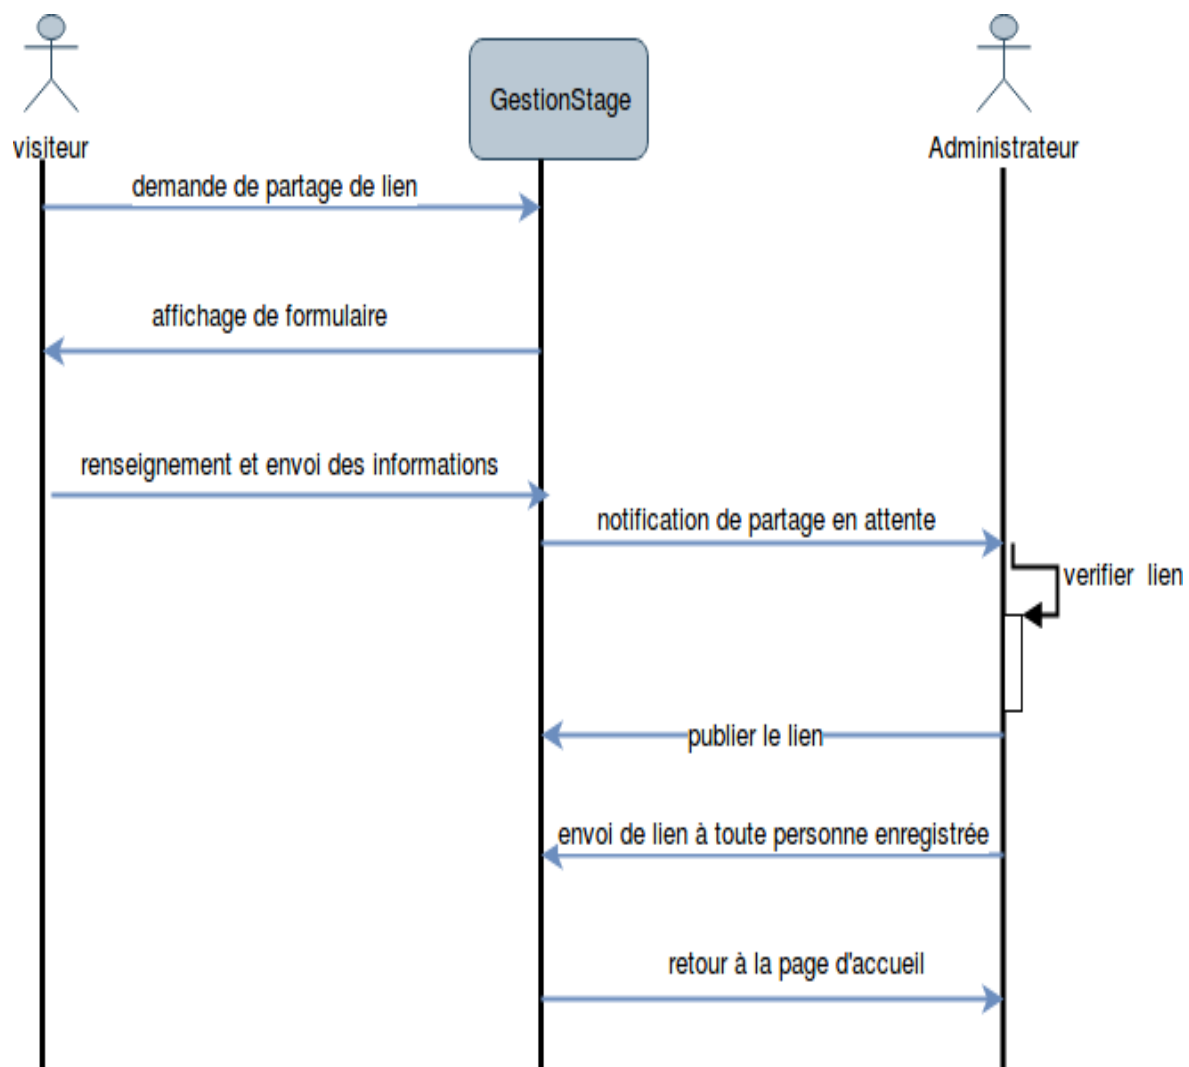 GestionStage
visiteur
Administrateur
demande de partage de lien
affichage de formulaire
renseignement et envoi des informations
notification de partage en attente
verifier lien
publier le lien
envoi de lien à toute personne enregistrée
retour à la page d'accueil